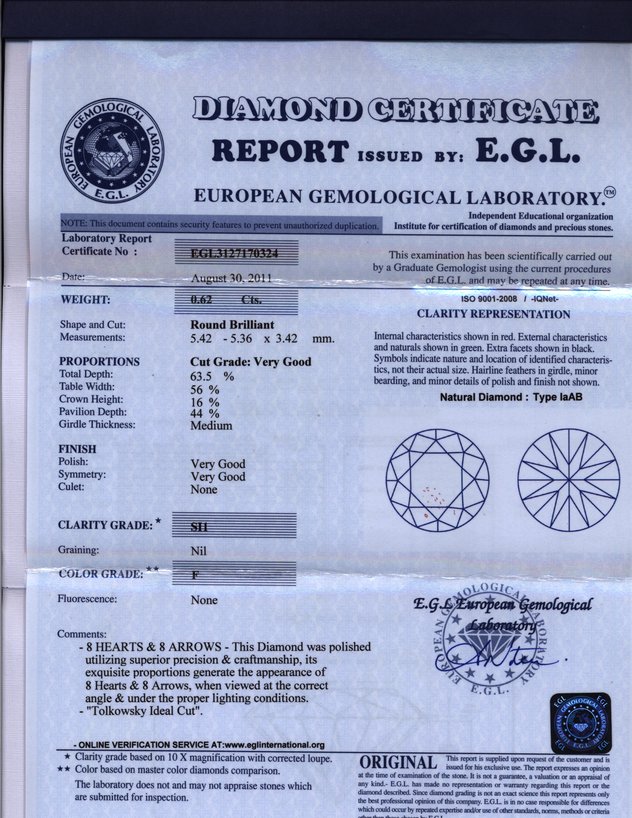 DIAMOND CERTIFICATE
REPORT ISSUED BY: E.G.L.
EUROPEAN GEMOLOGICAL LABORATORY.™
EUROPEAN GEMOLOGICAL LABORATORY
E.G.L.
Independent Educational organization
Institute for certification of diamonds and precious stones.
NOTE: This document contains security features to prevent unauthorized duplication.
Laboratory Report
Certificate No : EGL3127170324
Date: August 30, 2011
WEIGHT: 0.62 Cts.
Shape and Cut: Round Brilliant
Measurements: 5.42 - 5.36 x 3.42 mm.
PROPORTIONS Cut Grade: Very Good
Total Depth: 63.5 %
Table Width: 56 %
Crown Height: 16 %
Pavilion Depth: 44 %
Girdle Thickness: Medium
FINISH
Polish: Very Good
Symmetry: Very Good
Culet: None
CLARITY GRADE: * SI1
Graining: Nil
COLOR GRADE: ** F
Fluorescence: None
Comments:
- 8 HEARTS & 8 ARROWS - This Diamond was polished
utilizing superior precision & craftmanship, its
exquisite proportions generate the appearance of
8 Hearts & 8 Arrows, when viewed at the correct
angle & under the proper lighting conditions.
- "Tolkowsky Ideal Cut".
- ONLINE VERIFICATION SERVICE AT:www.eglinternational.org
★ Clarity grade based on 10 X magnification with corrected loupe.
★★ Color based on master color diamonds comparison.
The laboratory does not and may not appraise stones which
are submitted for inspection.
This examination has been scientifically carried out
by a Graduate Gemologist using the current procedures
of E.G.L. and may be repeated at any time.
ISO 9001-2008 / -IQNet-
CLARITY REPRESENTATION
Internal characteristics shown in red. External characteristics
and naturals shown in green. Extra facets shown in black.
Symbols indicate nature and location of identified characteris-
tics, not their actual size. Hairline feathers in girdle, minor
bearding, and minor details of polish and finish not shown.
Natural Diamond : Type IaAB
E.G.L European Gemological
Laboratory
EUROPEAN GEMOLOGICAL LABORATORY
E.G.L.
EGL EGL
ORIGINAL This report is supplied upon request of the customer and is
issued for his exclusive use. The report expresses an opinion
at the time of examination of the stone. It is not a guarantee, a valuation or an appraisal of
any kind.- E.G.L. has made no representation or warranty regarding this report or the
diamond described. Since diamond grading is not an exact science this report represents only
the best professional opinion of this company. E.G.L. is in no case responsible for differences
which could occur by repeated expertise and/or use of other standards, norms, methods or criteria